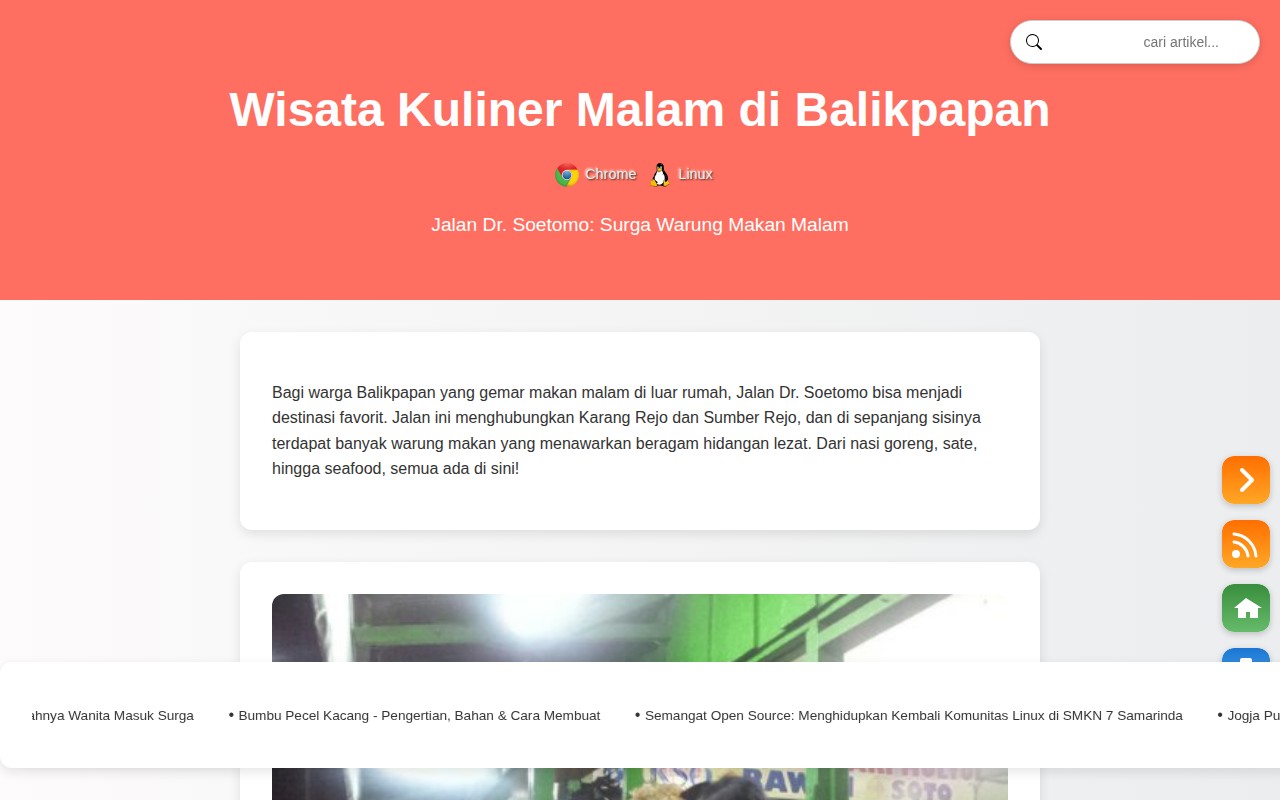 cari artikel...
Wisata Kuliner Malam di Balikpapan
Chrome Linux
Jalan Dr. Soetomo: Surga Warung Makan Malam
Bagi warga Balikpapan yang gemar makan malam di luar rumah, Jalan Dr. Soetomo bisa menjadi
destinasi favorit. Jalan ini menghubungkan Karang Rejo dan Sumber Rejo, dan di sepanjang sisinya
terdapat banyak warung makan yang menawarkan beragam hidangan lezat. Dari nasi goreng, sate,
hingga seafood, semua ada di sini!
ahnya Wanita Masuk Surga • Bumbu Pecel Kacang - Pengertian, Bahan & Cara Membuat • Semangat Open Source: Menghidupkan Kembali Komunitas Linux di SMKN 7 Samarinda • Jogja Pu
SOTO